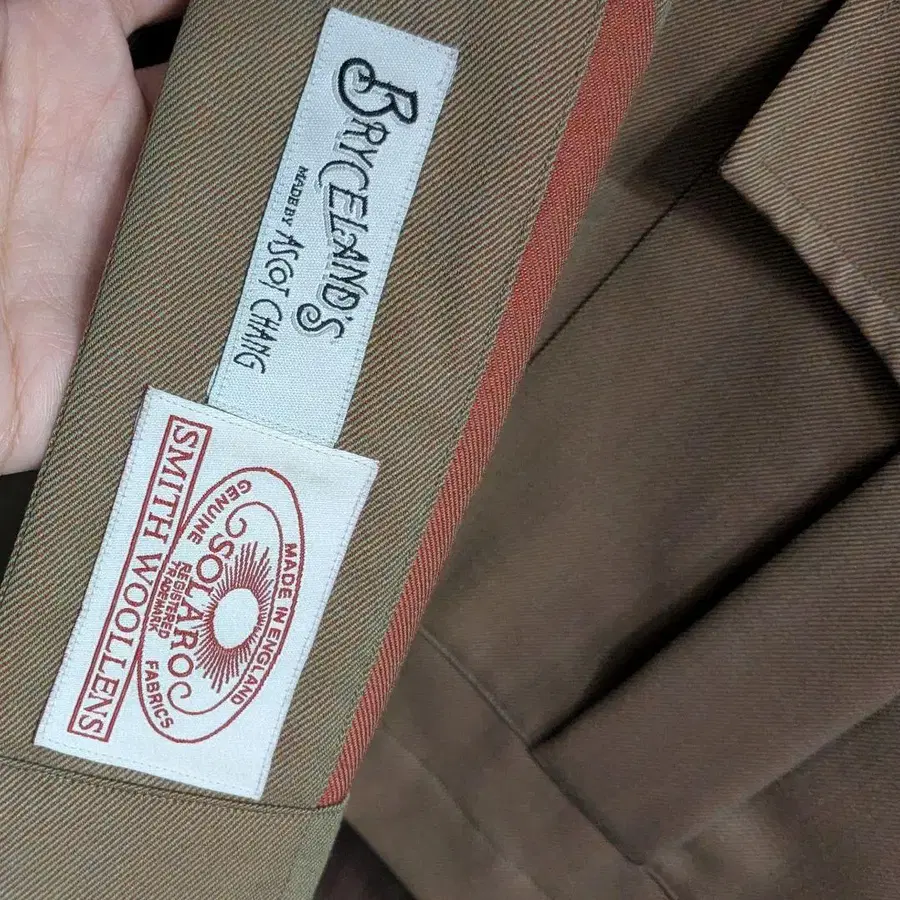 BRYCELAND'S
MADE BY ASCOT CHANG
MADE IN ENGLAND
GENUINE
SOLARO
REGISTERED
TRADEMARK
FABRICS
SMITH WOOLLENS